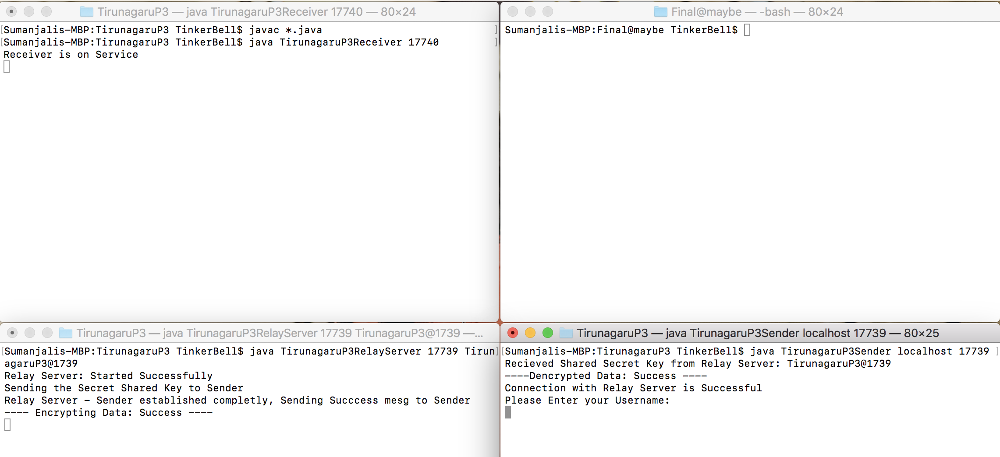 TirunagaruP3 — java TirunagaruP3Receiver 17740 — 80×24
Sumanjalis-MBP:TirunagaruP3 TinkerBell$ javac *.java
Sumanjalis-MBP:TirunagaruP3 TinkerBell$ java TirunagaruP3Receiver 17740
Receiver is on Service
Final@maybe — -bash — 80×24
Sumanjalis-MBP:Final@maybe TinkerBell$
TirunagaruP3 — java TirunagaruP3RelayServer 17739 TirunagaruP3@1739 —...
Sumanjalis-MBP:TirunagaruP3 TinkerBell$ java TirunagaruP3RelayServer 17739 Tirun
agaruP3@1739
Relay Server: Started Successfully
Sending the Secret Shared Key to Sender
Relay Server - Sender established completly, Sending Succcess mesg to Sender
---- Encrypting Data: Success ----
TirunagaruP3 — java TirunagaruP3Sender localhost 17739 — 80×25
Sumanjalis-MBP:TirunagaruP3 TinkerBell$ java TirunagaruP3Sender localhost 17739
Recieved Shared Secret Key from Relay Server: TirunagaruP3@1739
----Dencrypted Data: Success ----
Connection with Relay Server is Successful
Please Enter your Username: